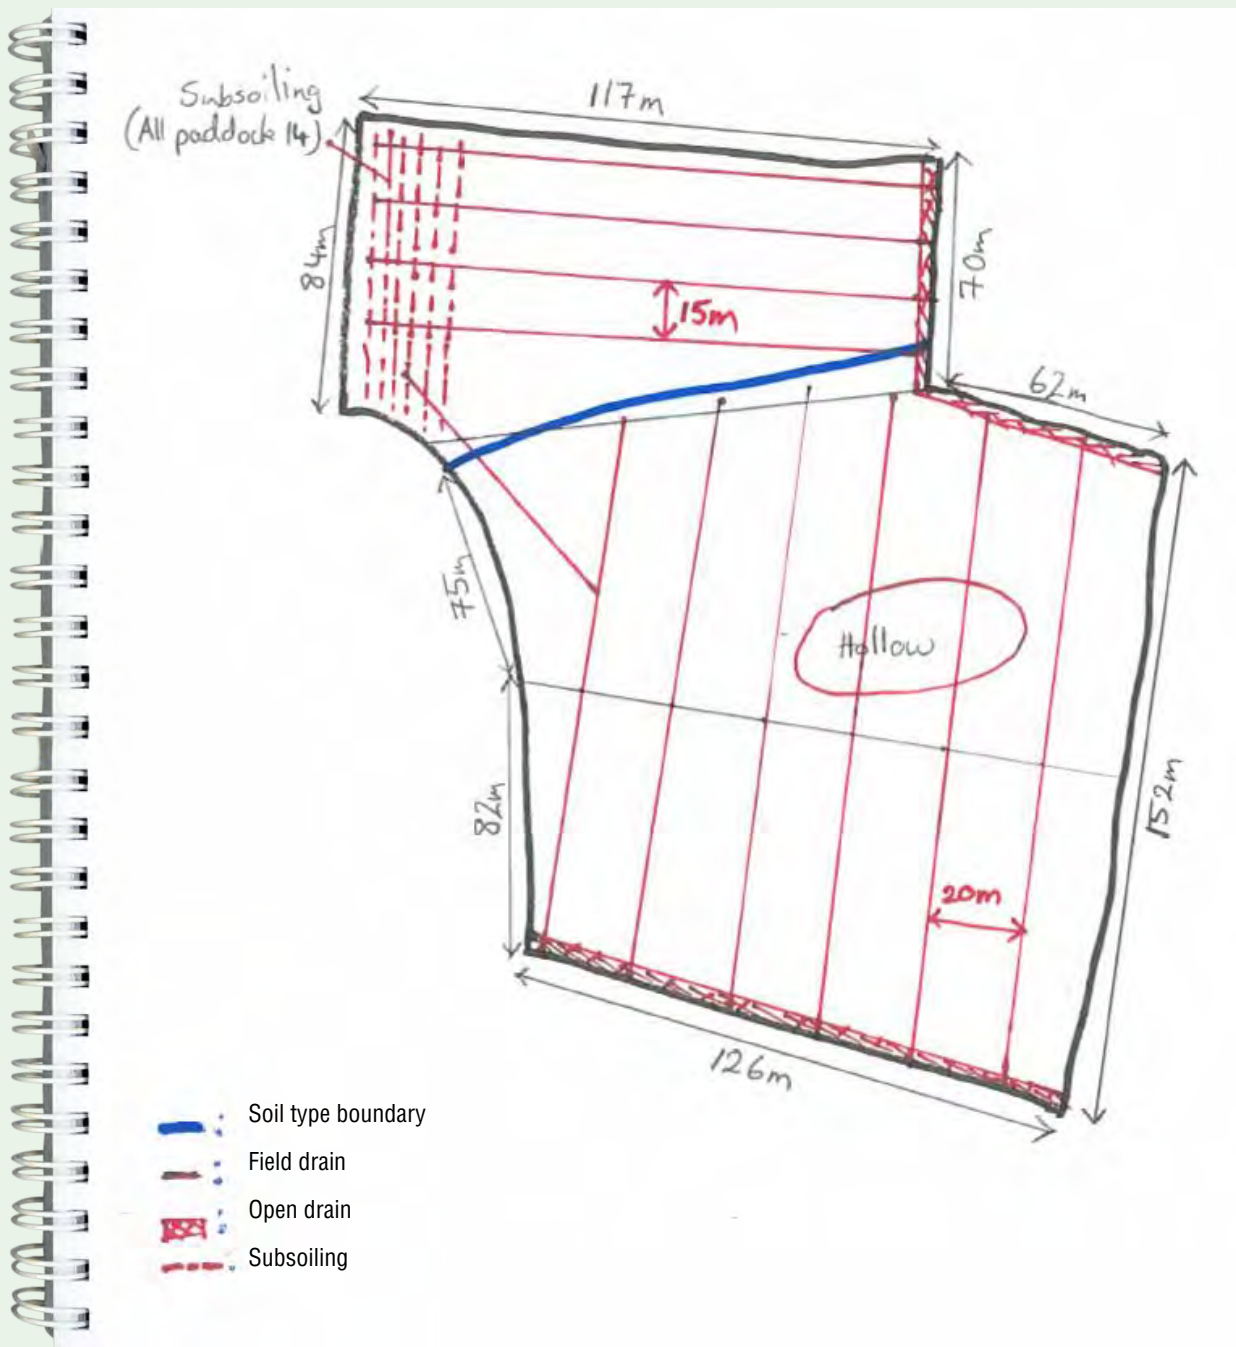 Subsoiling
(All paddock 14)
117m
84m
70m
15m
62m
75m
Hollow
82m
152m
20m
126m
Soil type boundary
Field drain
Open drain
Subsoiling